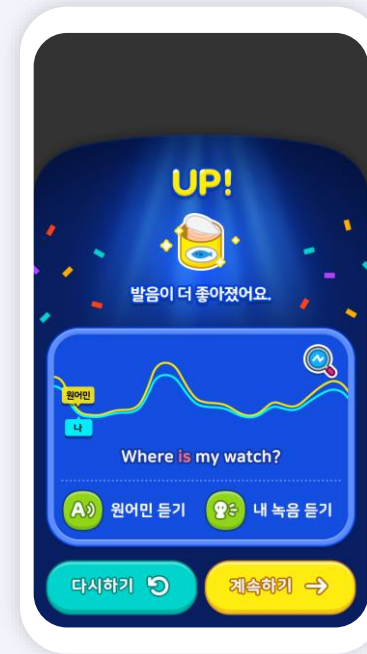 UP!
발음이 더 좋아졌어요.
원어민
나
Where is my watch?
A
원어민 듣기
내 녹음 듣기
다시하기
계속하기